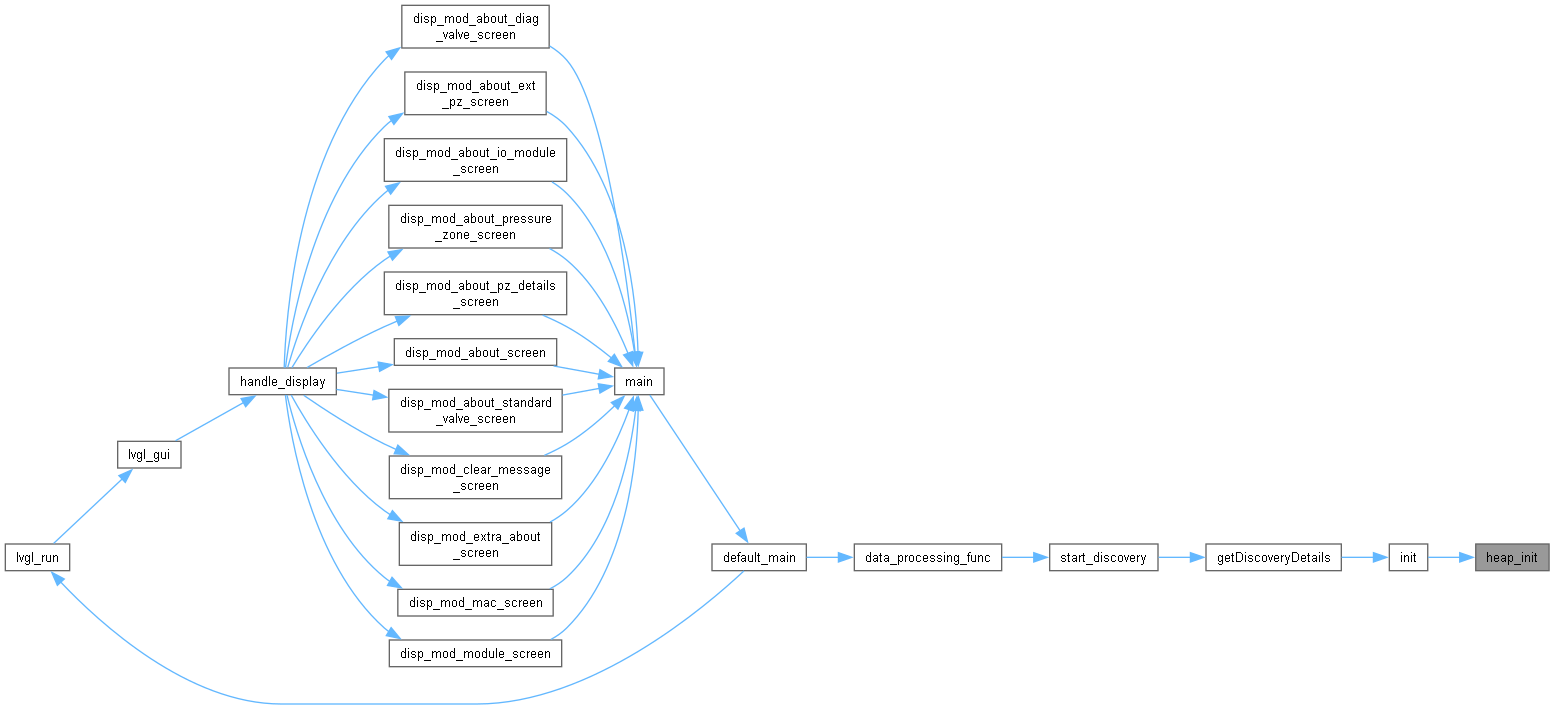 disp_mod_about_diag
_valve_screen
disp_mod_about_ext
_pz_screen
disp_mod_about_io_module
_screen
disp_mod_about_pressure
_zone_screen
disp_mod_about_pz_details
_screen
disp_mod_about_screen
handle_display
main
disp_mod_about_standard
_valve_screen
lvgl_gui
disp_mod_clear_message
_screen
disp_mod_extra_about
_screen
lvgl_run
default_main
data_processing_func
start_discovery
getDiscoveryDetails
init
heap_init
disp_mod_mac_screen
disp_mod_module_screen